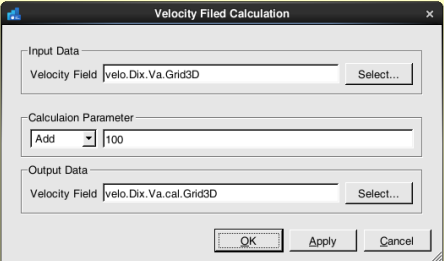 Velocity Filed Calculation
Input Data
Velocity Field velo.Dix.Va.Grid3D Select...
Calculaion Parameter
Add 100
Output Data
Velocity Field velo.Dix.Va.cal.Grid3D Select...
OK Apply Cancel